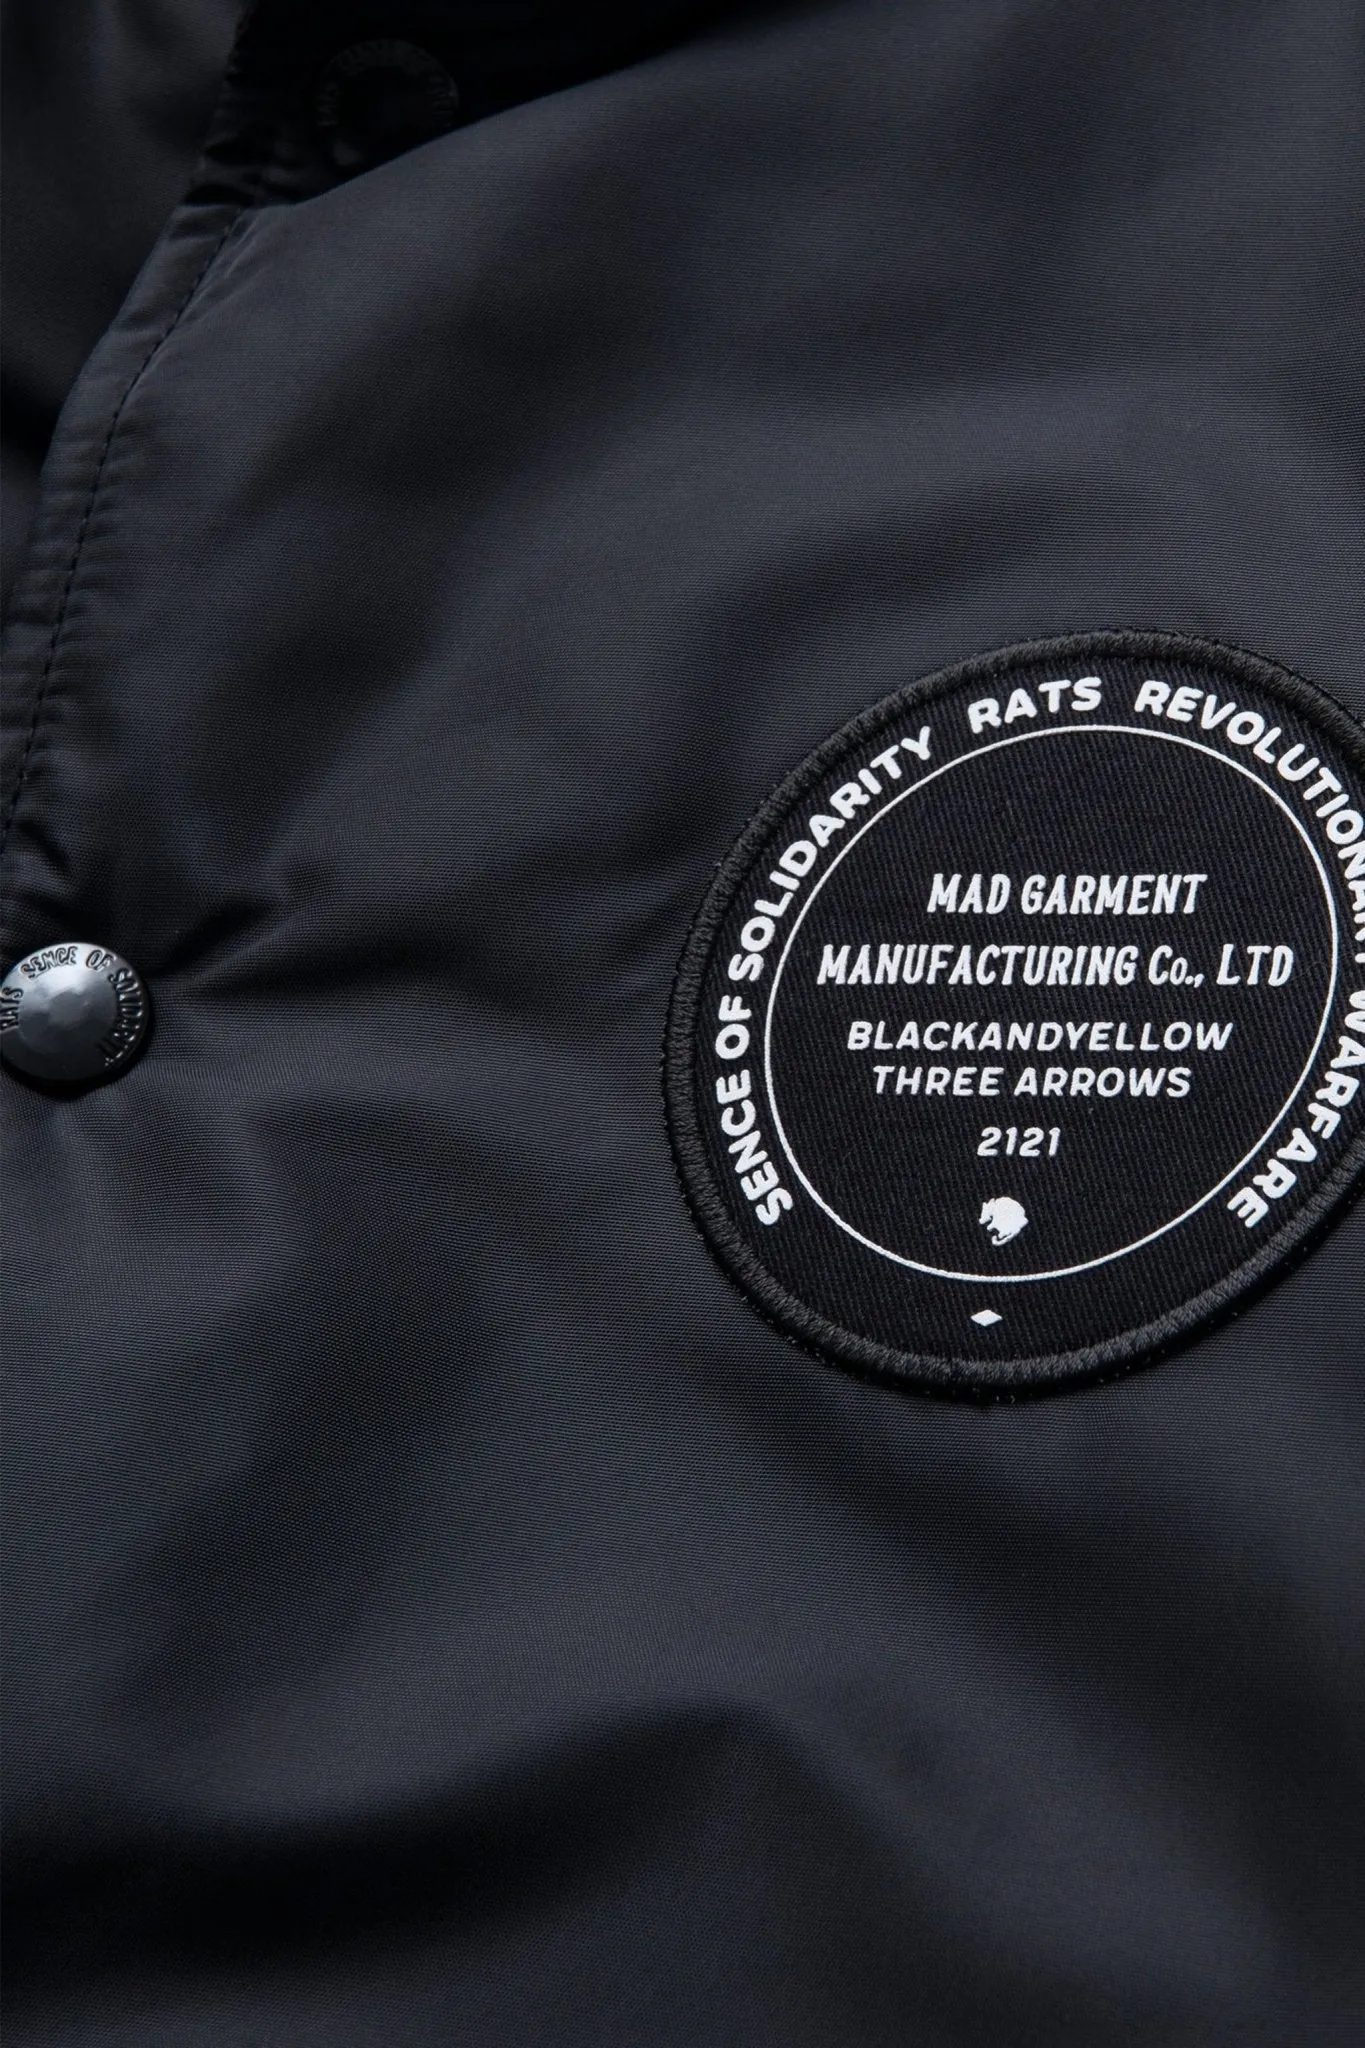 SENCE OF SOLIDARITY RATS REVOLUTIONARY WARFARE
MAD GARMENT
MANUFACTURING Co., LTD
BLACKANDYELLOW
THREE ARROWS
2121
RATS SENCE OF SOLIDARITY